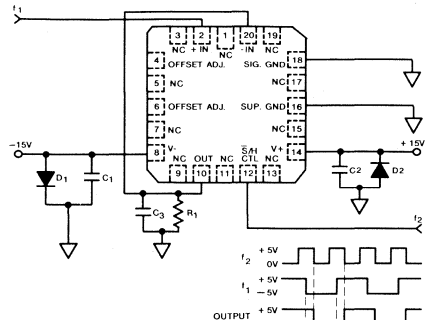 f1
3 2 1 20 19
NC + IN NC -IN NC
4 OFFSET ADJ. SIG. GND 18
5 NC NC 17
6 OFFSET ADJ. SUP. GND 16
7 NC NC 15
-15V 8 V- V+ 14 + 15V
S/H
NC OUT NC CTL NC
9 10 11 12 13
D1 C1 C2 D2
C3 R1
f2
f2 + 5V
0V
f1 + 5V
- 5V
OUTPUT + 5V